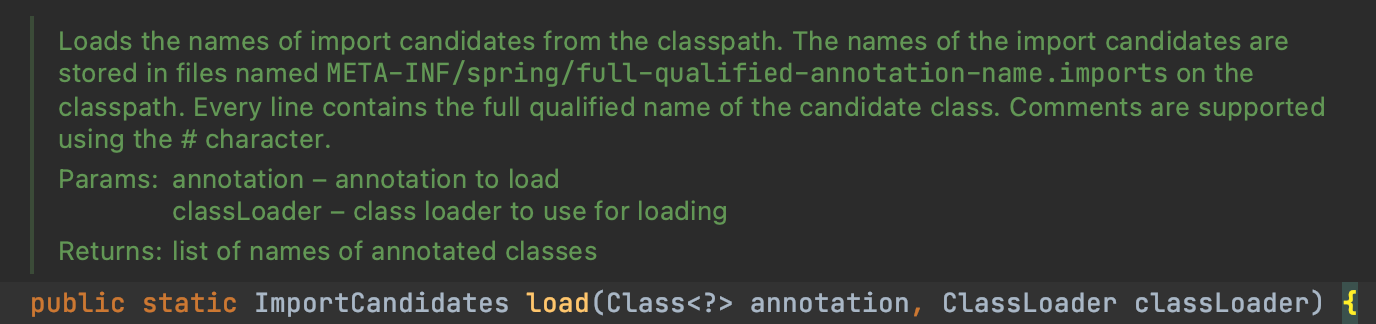 Loads the names of import candidates from the classpath. The names of the import candidates are
stored in files named META-INF/spring/full-qualified-annotation-name.imports on the
classpath. Every line contains the full qualified name of the candidate class. Comments are supported
using the # character.
Params: annotation – annotation to load
classLoader – class loader to use for loading
Returns: list of names of annotated classes
public static ImportCandidates load(Class<?> annotation, ClassLoader classLoader) {